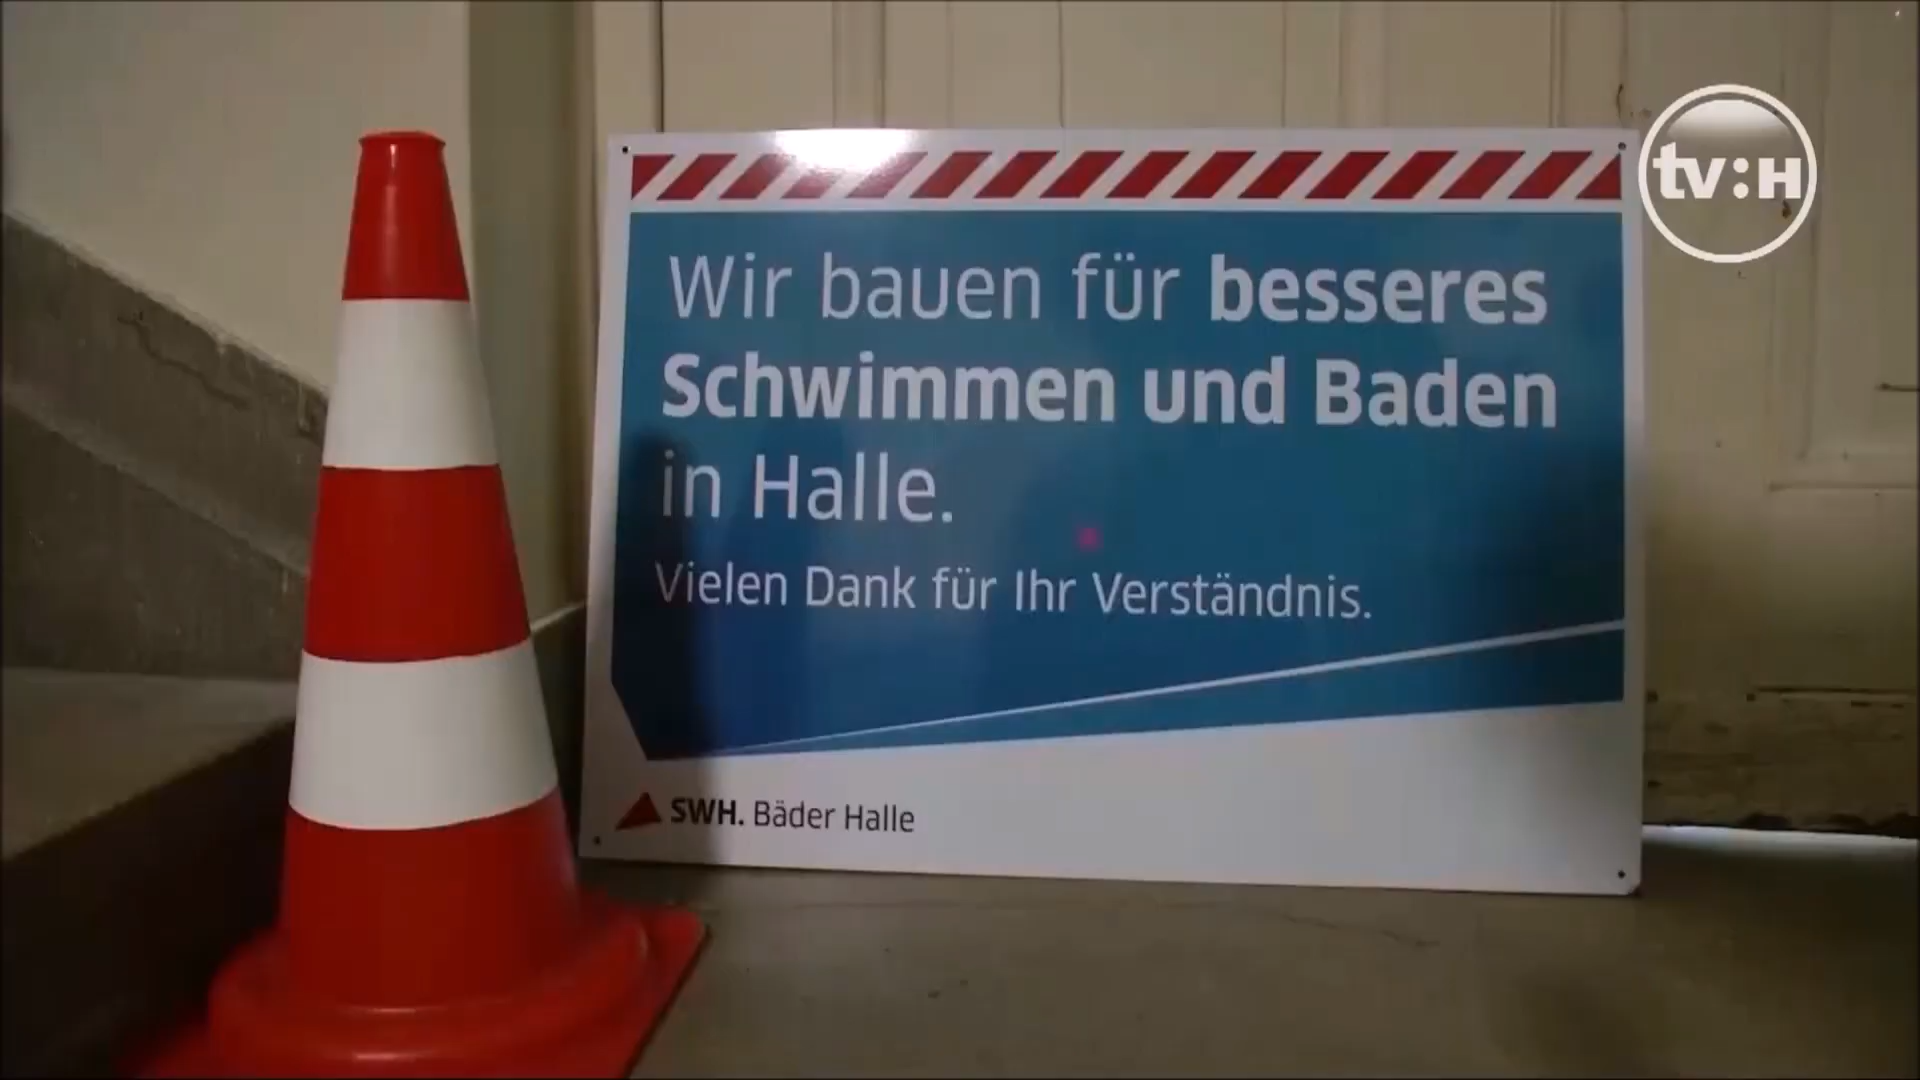 tv:H
Wir bauen für besseres
Schwimmen und Baden
in Halle.
Vielen Dank für Ihr Verständnis.
SWH. Bäder Halle